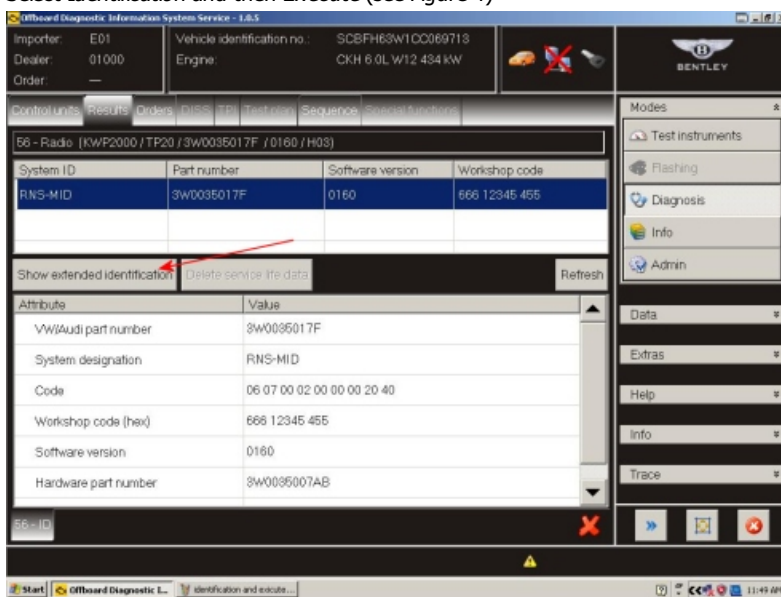 Offboard Diagnostic Information System Service - 1.0.5
Importer: E01 Vehicle identification no.: SCBFH63W1CC069713
Dealer: 01000 Engine: CKH 6.0L W12 434 kW
Order: —
BENTLEY
Control units Results Orders DISS TPI Test plan Sequence Special functions
Modes
56 - Radio (KWP2000 / TP20 / 3W0035017F / 0160 / H03)
Test instruments
System ID Part number Software version Workshop code
Flashing
RNS-MID 3W0035017F 0160 666 12345 455
Diagnosis
Info
Show extended identification Delete service life data Refresh
Admin
Attribute Value
Data
VW/Audi part number 3W0035017F
System designation RNS-MID
Extras
Code 06 07 00 02 00 00 00 20 40
Help
Workshop code (hex) 666 12345 455
Info
Software version 0160
Trace
Hardware part number 3W0035007AB
56 - ID
Start Offboard Diagnostic I... identification and execute... 11:49 AM